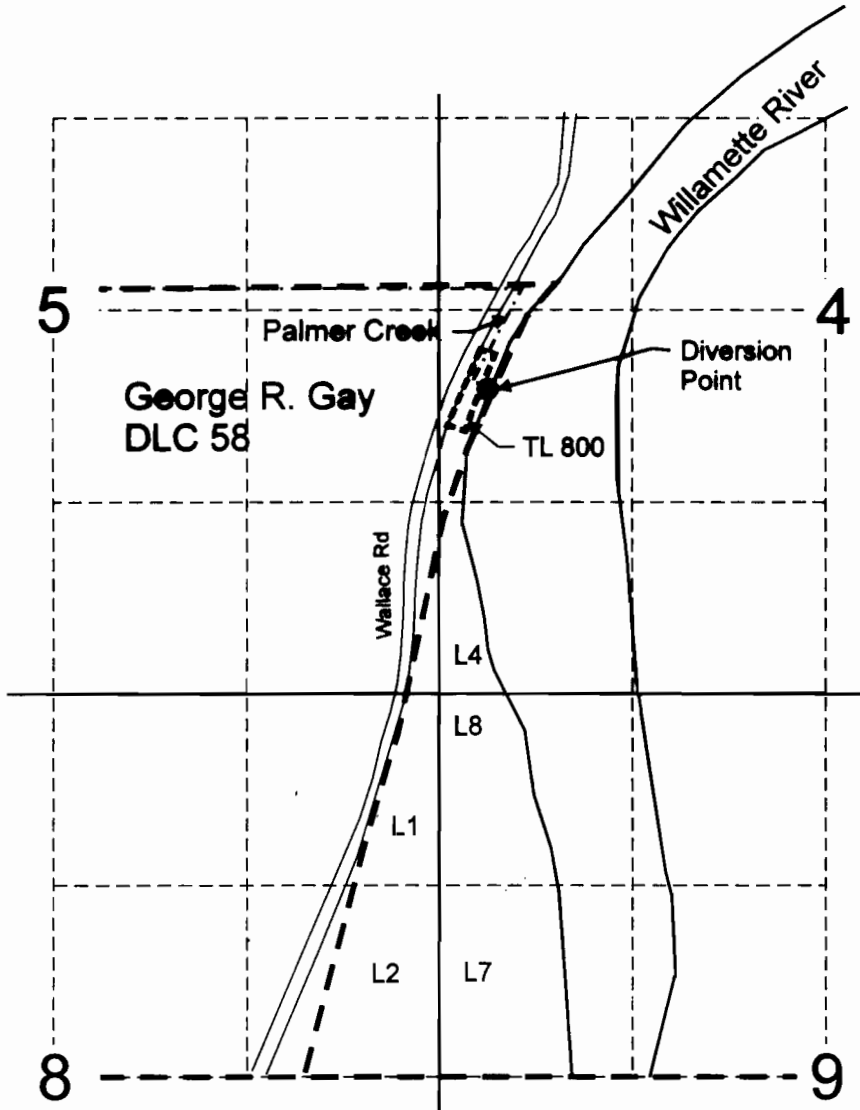 Willamette River
5
4
Palmer Creek
Diversion
Point
George R. Gay
DLC 58
TL 800
Wallace Rd
L4
L8
L1
L2
L7
8
9